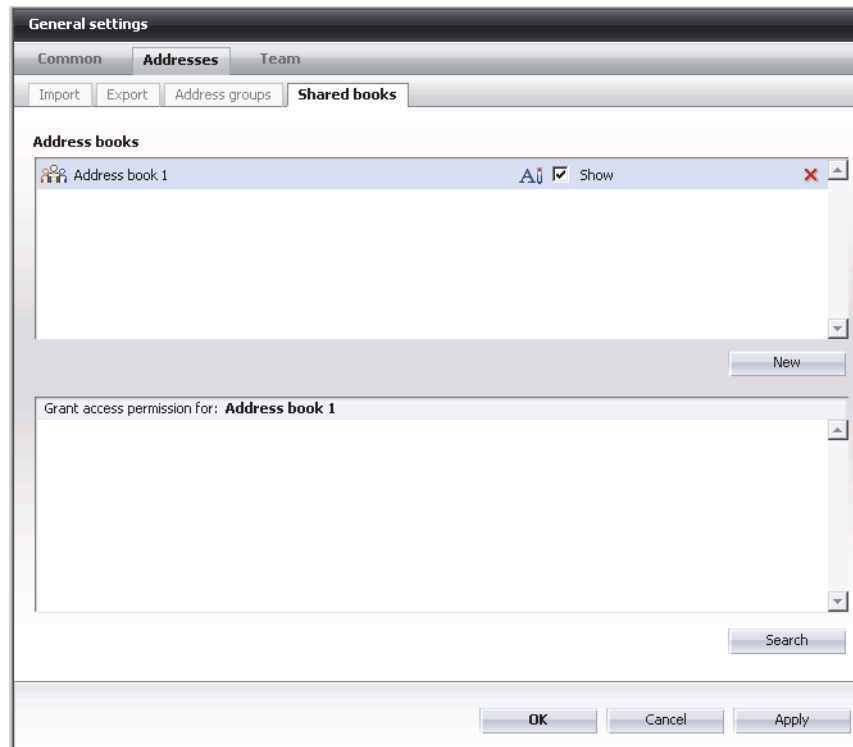 General settings
Common Addresses Team
Import Export Address groups Shared books
Address books
Address book 1 Show
New
Grant access permission for: Address book 1
Search
OK Cancel Apply